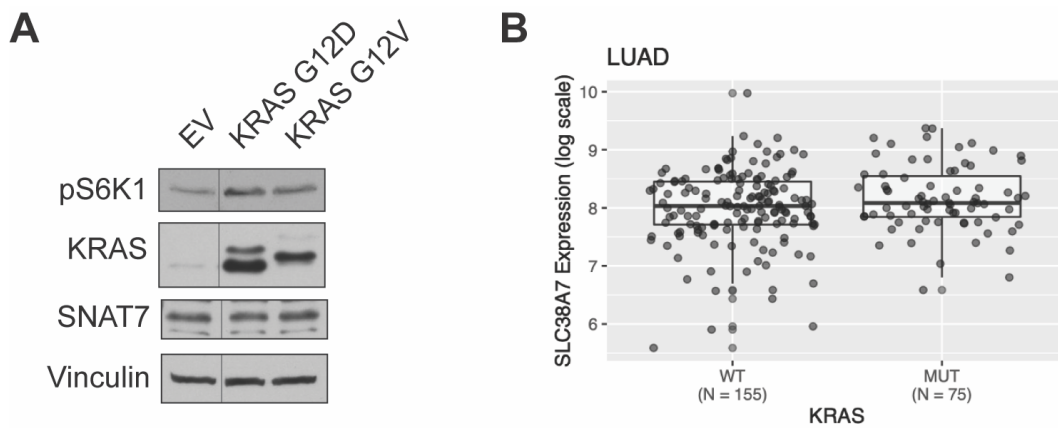 A
EV
KRAS G12D
KRAS G12V
pS6K1
KRAS
SNAT7
Vinculin
B
LUAD
SLC38A7 Expression (log scale)
10
9
8
7
6
WT
(N = 155)
MUT
(N = 75)
KRAS